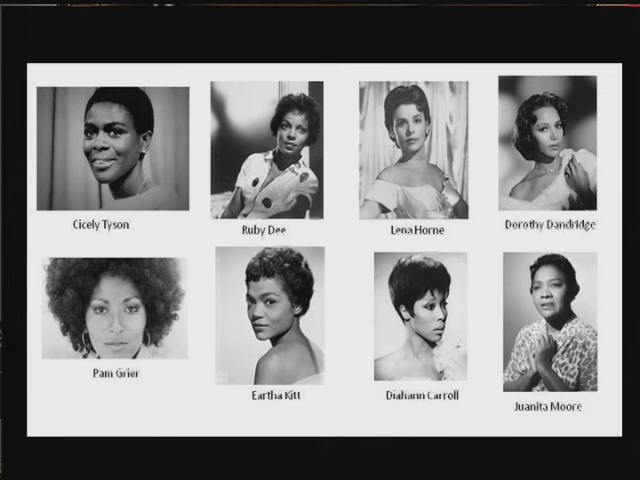 Cicely Tyson
Ruby Dee
Lena Horne
Dorothy Dandridge
Pam Grier
Eartha Kitt
Diahann Carroll
Juanita Moore